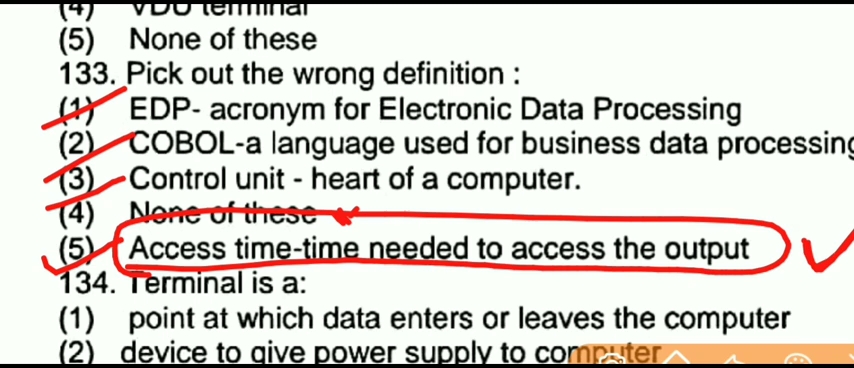 (4) VDU terminal
(5) None of these
133. Pick out the wrong definition :
(1) EDP- acronym for Electronic Data Processing
(2) COBOL-a language used for business data processing
(3) Control unit - heart of a computer.
(4) None of these
(5) Access time-time needed to access the output
134. Terminal is a:
(1) point at which data enters or leaves the computer
(2) device to give power supply to computer